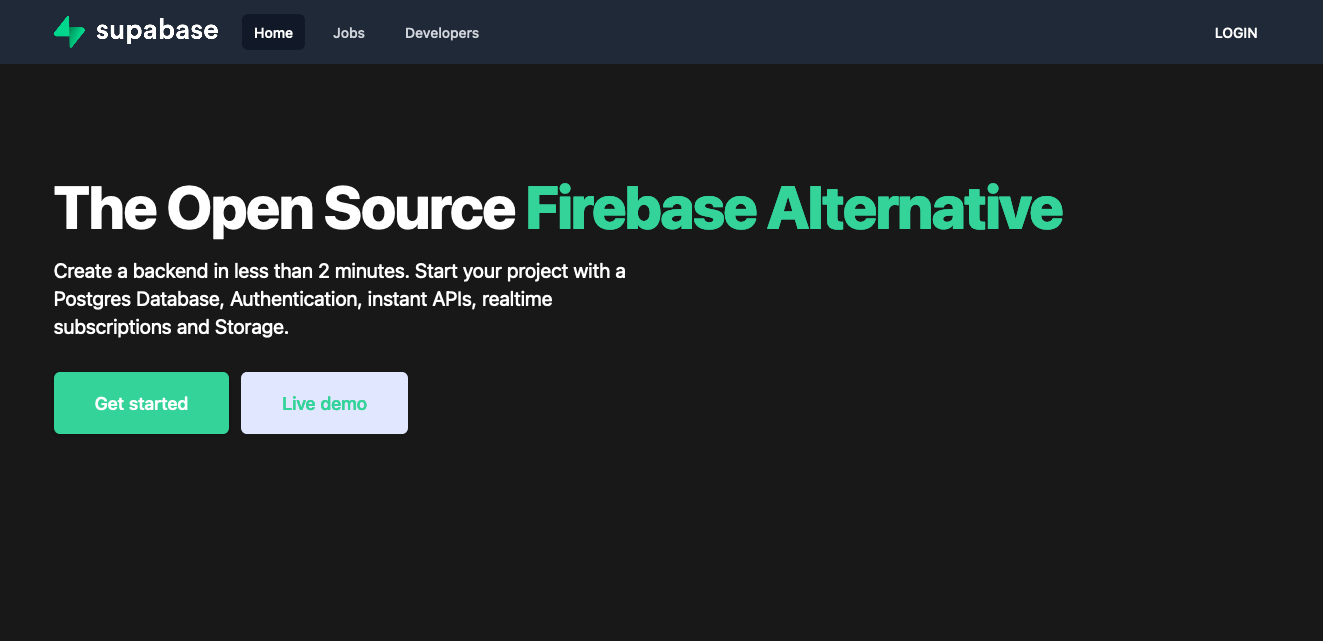 supabase
Home
Jobs
Developers
LOGIN
The Open Source Firebase Alternative
Create a backend in less than 2 minutes. Start your project with a
Postgres Database, Authentication, instant APIs, realtime
subscriptions and Storage.
Get started
Live demo